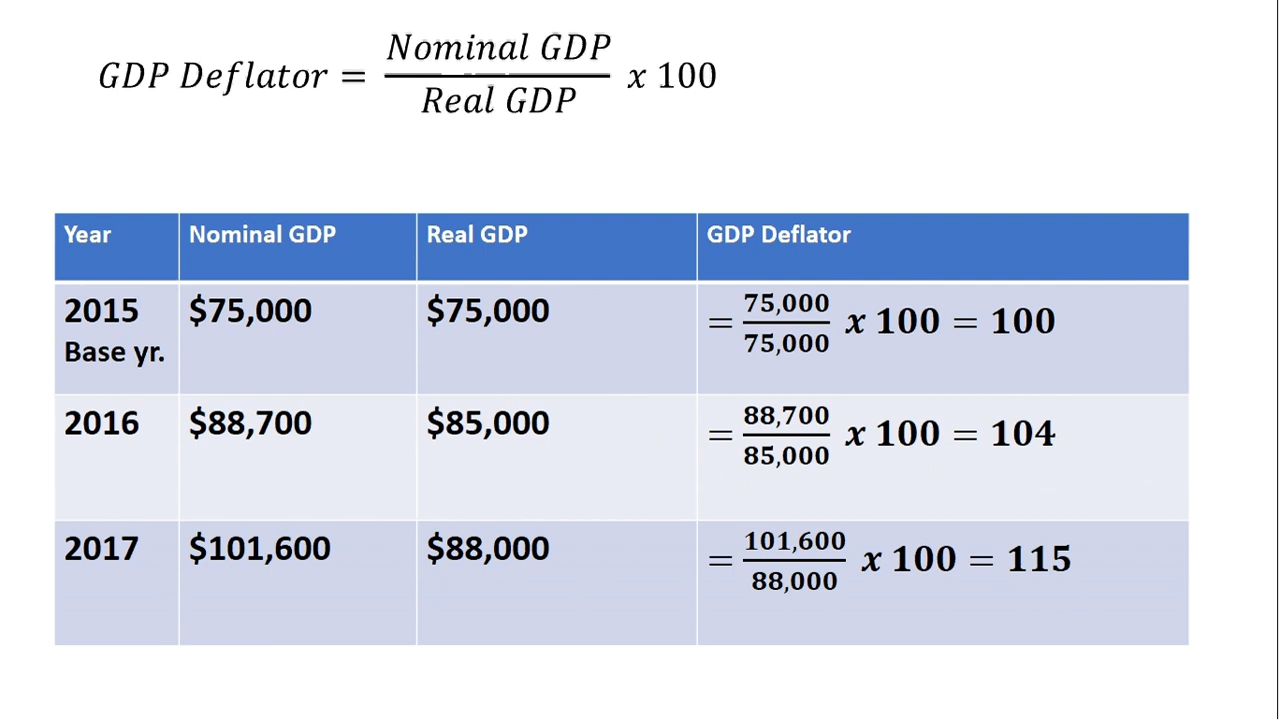 GDP Deflator = Nominal GDP / Real GDP x 100
Year Nominal GDP Real GDP GDP Deflator
2015 $75,000 $75,000 = 75,000 / 75,000 x 100 = 100
Base yr.
2016 $88,700 $85,000 = 88,700 / 85,000 x 100 = 104
2017 $101,600 $88,000 = 101,600 / 88,000 x 100 = 115